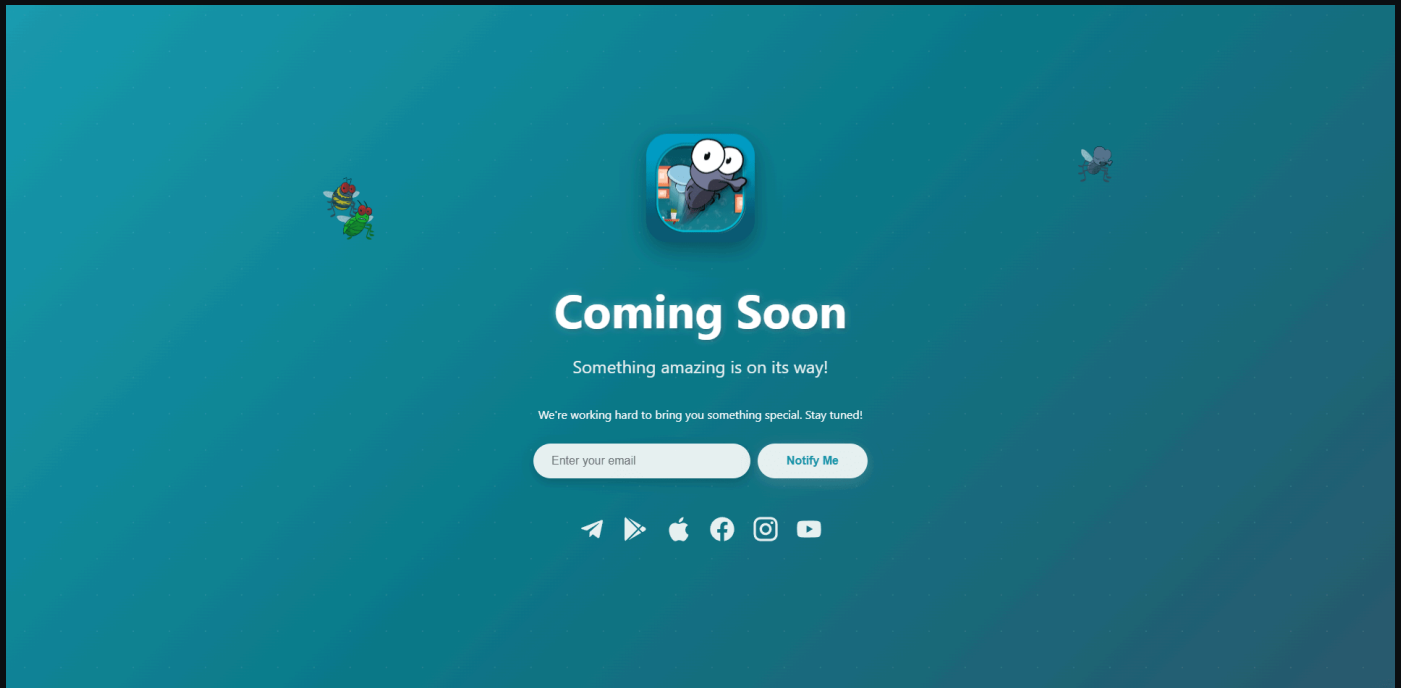 Coming Soon
Something amazing is on its way!
We're working hard to bring you something special. Stay tuned!
Enter your email
Notify Me